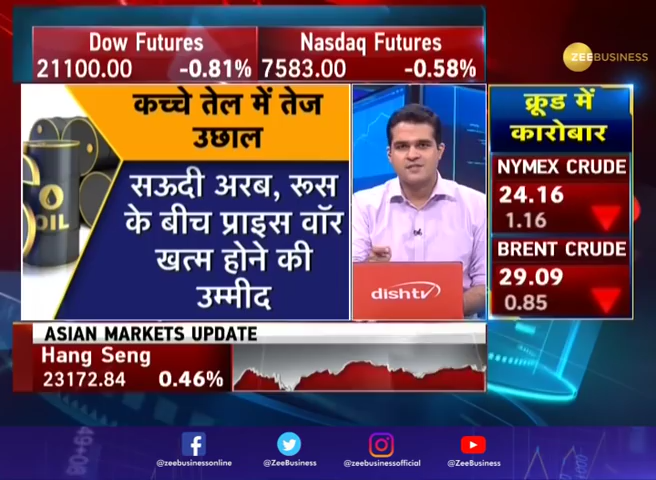 Dow Futures
21100.00 -0.81%
Nasdaq Futures
7583.00 -0.58%
ZEEBUSINESS
कच्चे तेल में तेज
उछाल
सऊदी अरब, रूस
के बीच प्राइस वॉर
खत्म होने की
उम्मीद
OIL
dishtv
क्रूड में
कारोबार
NYMEX CRUDE
24.16
1.16
BRENT CRUDE
29.09
0.85
ASIAN MARKETS UPDATE
Hang Seng
23172.84 0.46%
@zeebusinessonline
@ZeeBusiness
@zeebusinessofficial
@ZeeBusiness